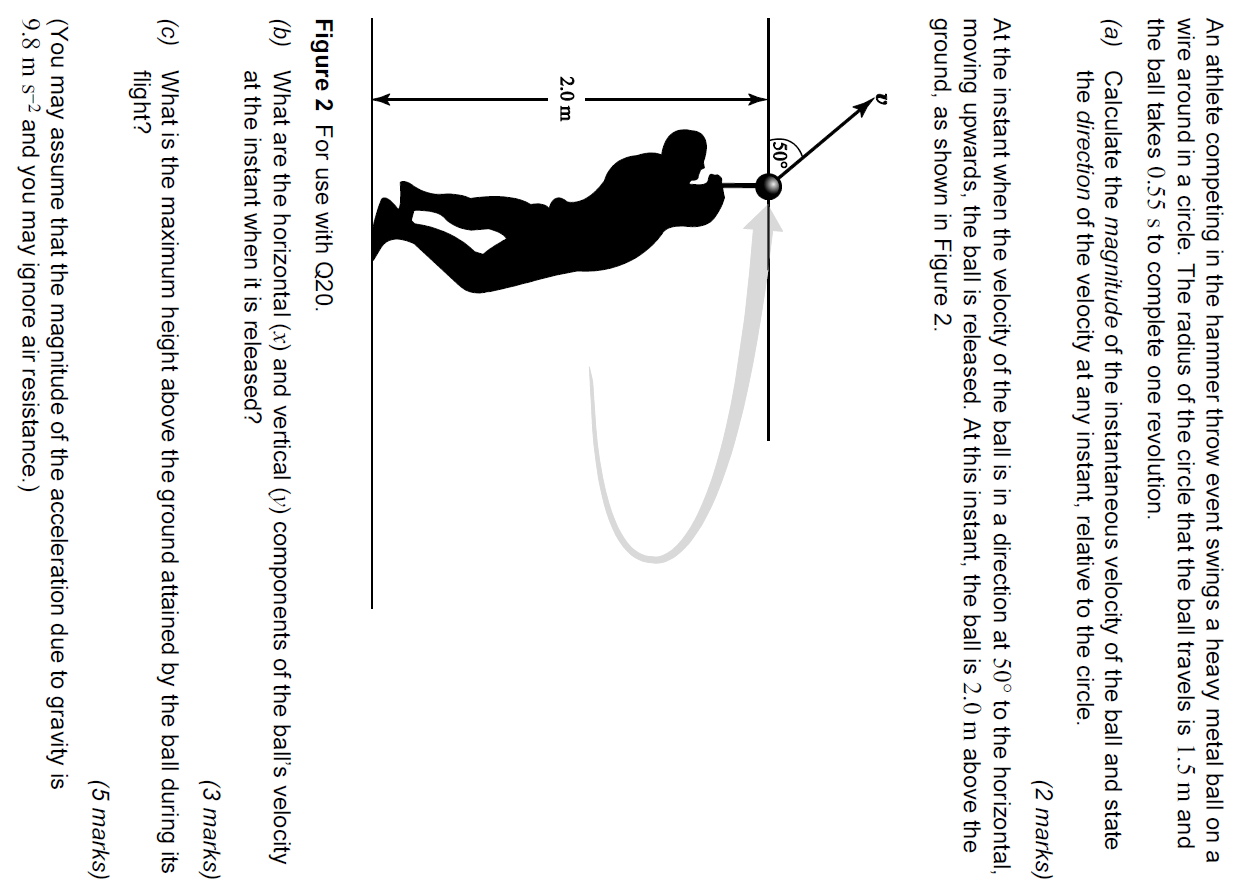 An athlete competing in the hammer throw event swings a heavy metal ball on a
wire around in a circle. The radius of the circle that the ball travels is 1.5 m and
the ball takes 0.55 s to complete one revolution.
(a) Calculate the magnitude of the instantaneous velocity of the ball and state
the direction of the velocity at any instant, relative to the circle.
(2 marks)
At the instant when the velocity of the ball is in a direction at 50° to the horizontal,
moving upwards, the ball is released. At this instant, the ball is 2.0 m above the
ground, as shown in Figure 2.
v
50°
2.0 m
Figure 2 For use with Q20.
(b) What are the horizontal (x) and vertical (y) components of the ball's velocity
at the instant when it is released?
(3 marks)
(c) What is the maximum height above the ground attained by the ball during its
flight?
(5 marks)
(You may assume that the magnitude of the acceleration due to gravity is
9.8 m s⁻² and you may ignore air resistance.)